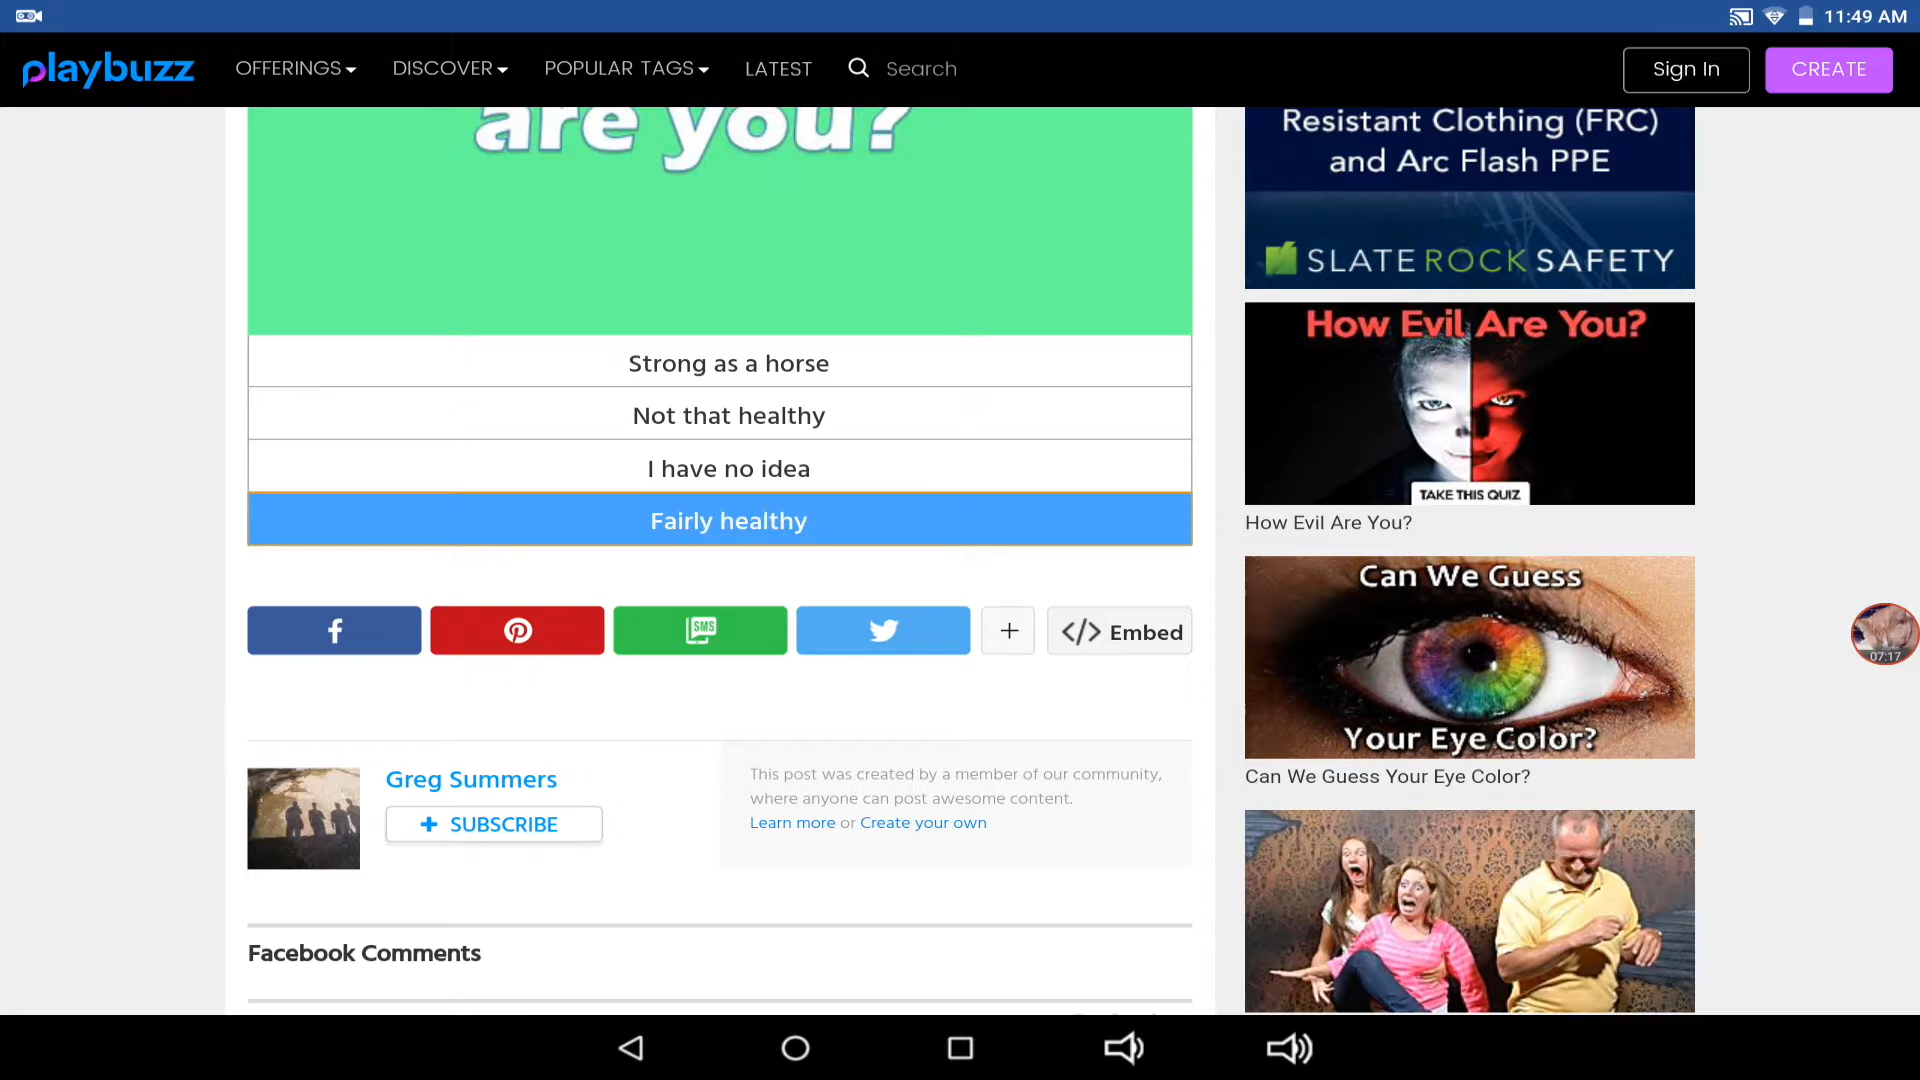 11:49 AM
playbuzz
OFFERINGS
DISCOVER
POPULAR TAGS
LATEST
Search
Sign In
CREATE
are you?
Strong as a horse
Not that healthy
I have no idea
Fairly healthy
f
SMS
+
</> Embed
Greg Summers
+ SUBSCRIBE
This post was created by a member of our community,
where anyone can post awesome content.
Learn more or Create your own
Facebook Comments
Resistant Clothing (FRC)
and Arc Flash PPE
SLATE ROCK SAFETY
How Evil Are You?
TAKE THIS QUIZ
How Evil Are You?
Can We Guess
Your Eye Color?
Can We Guess Your Eye Color?
07:17